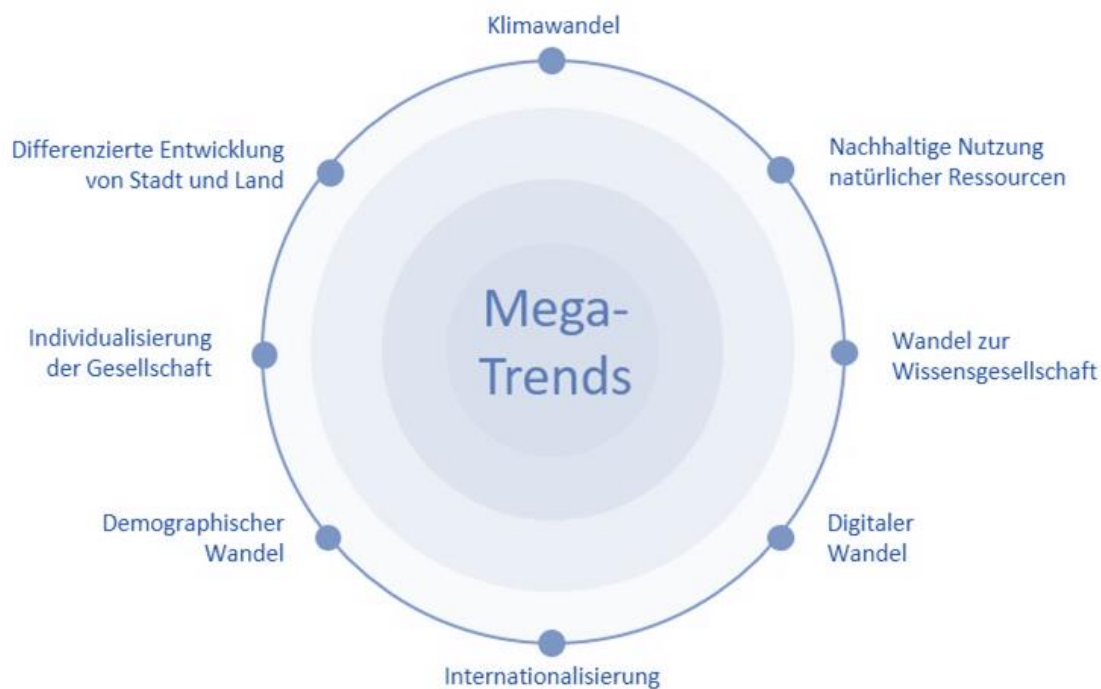 Klimawandel
Nachhaltige Nutzung
natürlicher Ressourcen
Wandel zur
Wissensgesellschaft
Digitaler
Wandel
Internationalisierung
Demographischer
Wandel
Individualisierung
der Gesellschaft
Differenzierte Entwicklung
von Stadt und Land
Mega-
Trends